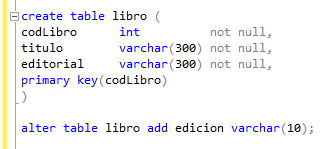 create table libro (
codLibro int not null,
titulo varchar(300) not null,
editorial varchar(300) not null,
primary key(codLibro)
)
alter table libro add edicion varchar(10);